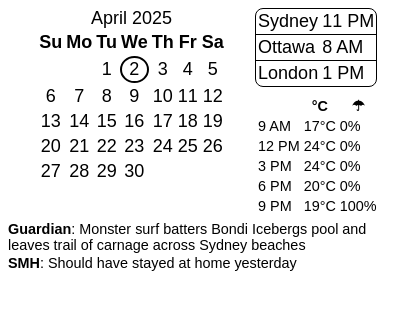 April 2025
Su Mo Tu We Th Fr Sa
1 2 3 4 5
6 7 8 9 10 11 12
13 14 15 16 17 18 19
20 21 22 23 24 25 26
27 28 29 30
Sydney 11 PM
Ottawa 8 AM
London 1 PM
°C ☂
9 AM 17°C 0%
12 PM 24°C 0%
3 PM 24°C 0%
6 PM 20°C 0%
9 PM 19°C 100%
Guardian: Monster surf batters Bondi Icebergs pool and
leaves trail of carnage across Sydney beaches
SMH: Should have stayed at home yesterday